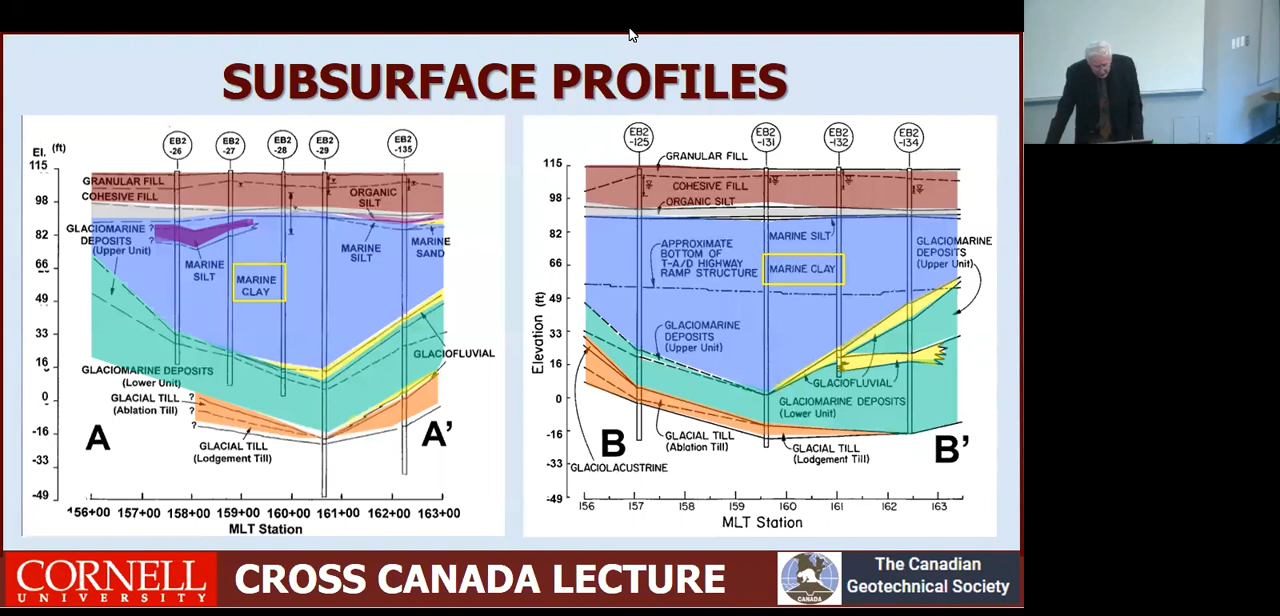 SUBSURFACE PROFILES
El. (ft)
115
98
82
66
49
33
16
0
-16
-33
-49
EB2
-26
EB2
-27
EB2
-28
EB2
-29
EB2
-135
GRANULAR FILL
COHESIVE FILL
ORGANIC
SILT
GLACIOMARINE ?
DEPOSITS ?
(Upper Unit)
MARINE
SILT
MARINE
CLAY
MARINE
SILT
MARINE
SAND
GLACIOFLUVIAL
GLACIOMARINE DEPOSITS
(Lower Unit)
GLACIAL TILL ?
(Ablation Till) ?
?
GLACIAL TILL
(Lodgement Till)
A
A'
156+00 157+00 158+00 159+00 160+00 161+00 162+00 163+00
MLT Station
Elevation (ft)
115
98
82
66
49
33
16
0
-16
-33
-49
EB2
-125
EB2
-131
EB2
-132
EB2
-134
GRANULAR FILL
COHESIVE FILL
ORGANIC SILT
MARINE SILT
APPROXIMATE
BOTTOM OF
T-A/D HIGHWAY
RAMP STRUCTURE
MARINE CLAY
GLACIOMARINE
DEPOSITS
(Upper Unit)
GLACIOMARINE
DEPOSITS
(Upper Unit)
GLACIOFLUVIAL
GLACIOMARINE DEPOSITS
(Lower Unit)
GLACIAL TILL
(Ablation Till)
GLACIAL TILL
(Lodgement Till)
GLACIOLACUSTRINE
B
B'
156 157 158 159 160 161 162 163
MLT Station
CORNELL
UNIVERSITY
CROSS CANADA LECTURE
CANADA
The Canadian
Geotechnical Society